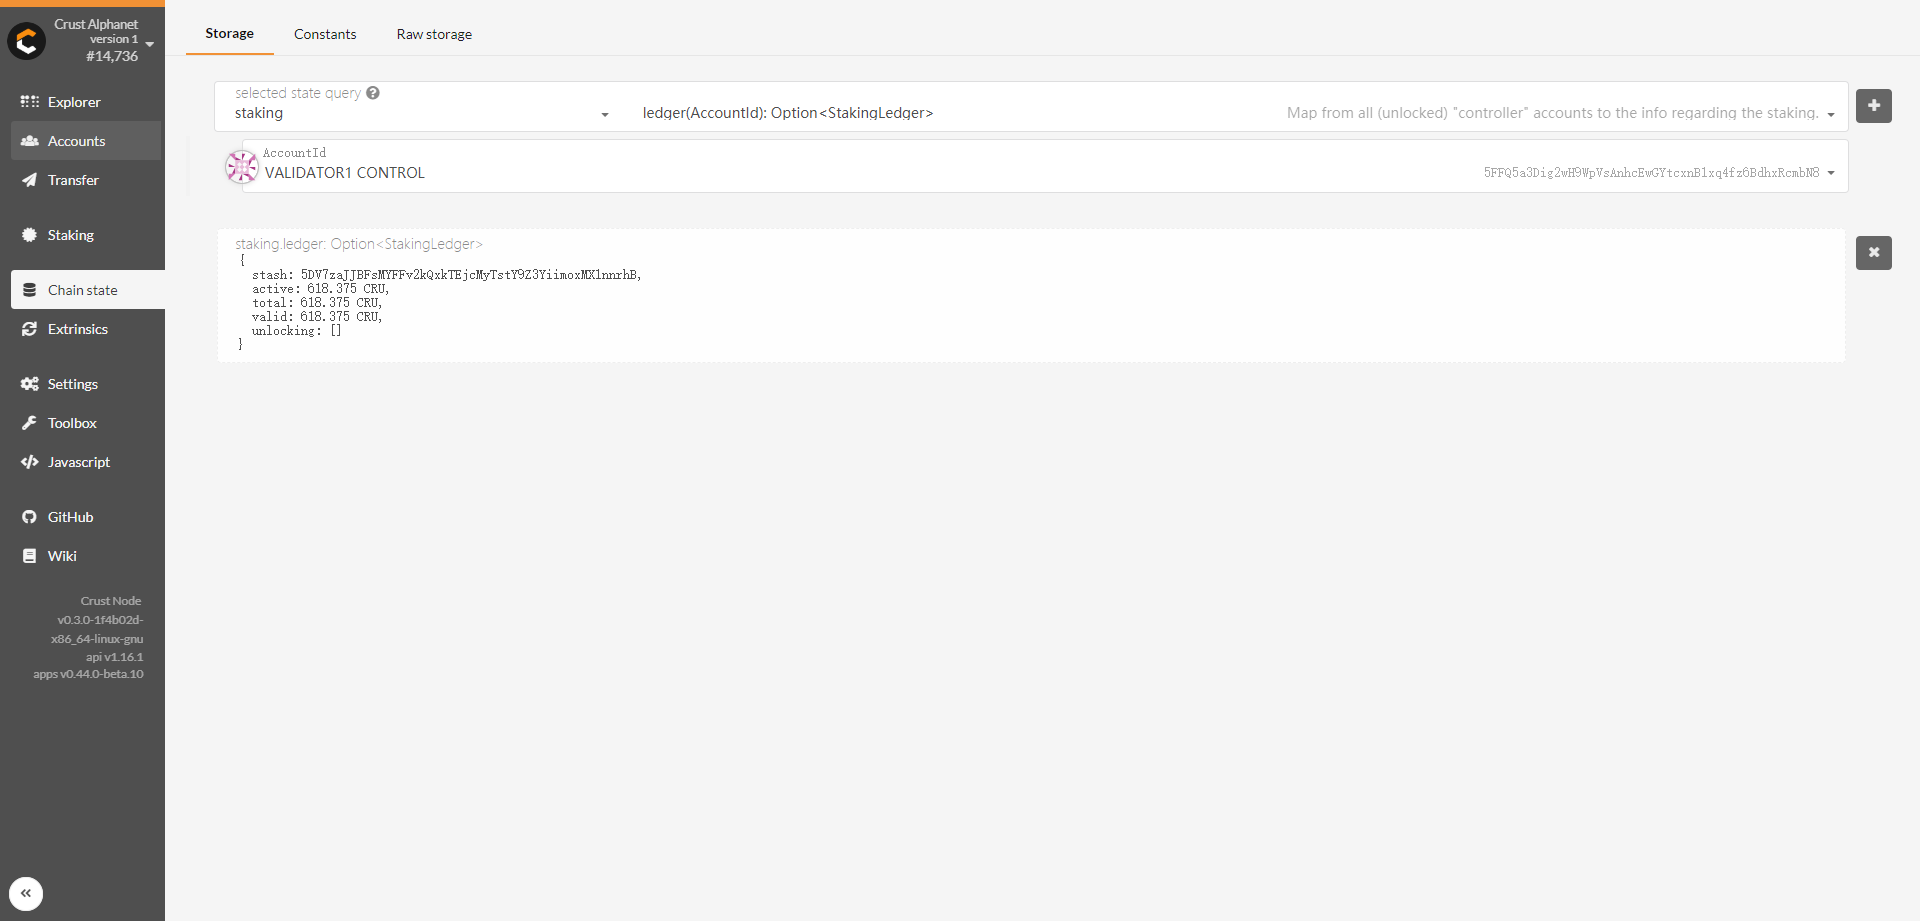 Crust Alphanet
version 1
#14,736
Explorer
Accounts
Transfer
Staking
Chain state
Extrinsics
Settings
Toolbox
Javascript
GitHub
Wiki
Crust Node
v0.3.0-1f4b02d-
x86_64-linux-gnu
api v1.16.1
apps v0.44.0-beta.10
Storage Constants Raw storage
selected state query
staking ledger(AccountId): Option<StakingLedger> Map from all (unlocked) "controller" accounts to the info regarding the staking.
AccountId
VALIDATOR1 CONTROL 5FFQ5a3Dig2wH9WpVsAnhcEwGYtcxnB1xq4fz6BdhxRcmbN8
staking.ledger: Option<StakingLedger>
{
stash: 5DV7zaJJBFsMYFFv2kQxkTEjcMyTstY9Z3YiimoxMX1nnrhB,
active: 618.375 CRU,
total: 618.375 CRU,
valid: 618.375 CRU,
unlocking: []
}